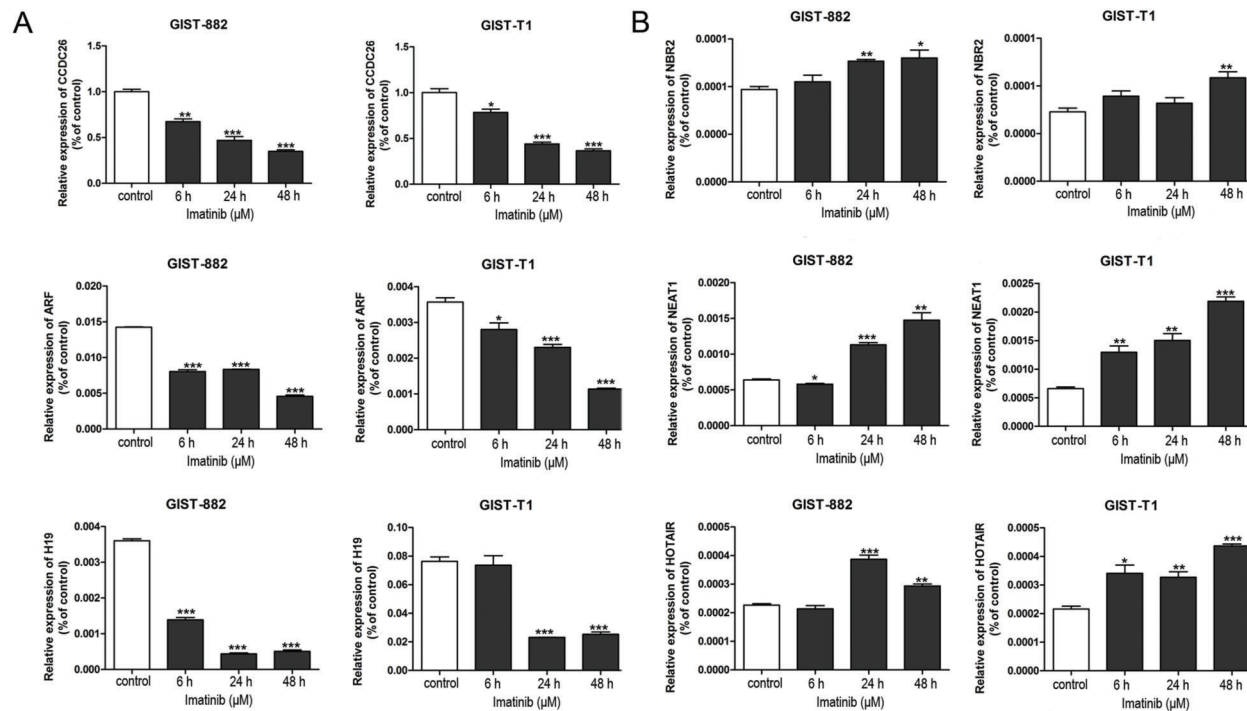 A
GIST-882
Relative expression of CCDC26
(% of control)
1.5
1.0
0.5
0.0
**
***
***
control 6 h 24 h 48 h
Imatinib (µM)
GIST-T1
Relative expression of CCDC26
(% of control)
1.5
1.0
0.5
0.0
*
***
***
control 6 h 24 h 48 h
Imatinib (µM)
GIST-882
Relative expression of ARF
(% of control)
0.020
0.015
0.010
0.005
0.000
***
***
***
control 6 h 24 h 48 h
Imatinib (µM)
GIST-T1
Relative expression of ARF
(% of control)
0.004
0.003
0.002
0.001
0.000
*
***
***
control 6 h 24 h 48 h
Imatinib (µM)
GIST-882
Relative expression of H19
(% of control)
0.004
0.003
0.002
0.001
0.000
***
***
***
control 6 h 24 h 48 h
Imatinib (µM)
GIST-T1
Relative expression of H19
(% of control)
0.10
0.08
0.06
0.04
0.02
0.00
***
***
control 6 h 24 h 48 h
Imatinib (µM)
B
GIST-882
Relative expression of NBR2
(% of control)
0.0001
0.0001
0.0000
0.0000
**
*
control 6 h 24 h 48 h
Imatinib (µM)
GIST-T1
Relative expression of NBR2
(% of control)
0.0001
0.0001
0.0000
0.0000
**
control 6 h 24 h 48 h
Imatinib (µM)
GIST-882
Relative expression of NEAT1
(% of control)
0.0020
0.0015
0.0010
0.0005
0.0000
*
***
**
control 6 h 24 h 48 h
Imatinib (µM)
GIST-T1
Relative expression of NEAT1
(% of control)
0.0025
0.0020
0.0015
0.0010
0.0005
0.0000
**
**
***
control 6 h 24 h 48 h
Imatinib (µM)
GIST-882
Relative expression of HOTAIR
(% of control)
0.0005
0.0004
0.0003
0.0002
0.0001
0.0000
***
**
control 6 h 24 h 48 h
Imatinib (µM)
GIST-T1
Relative expression of HOTAIR
(% of control)
0.0005
0.0004
0.0003
0.0002
0.0001
0.0000
*
**
***
control 6 h 24 h 48 h
Imatinib (µM)